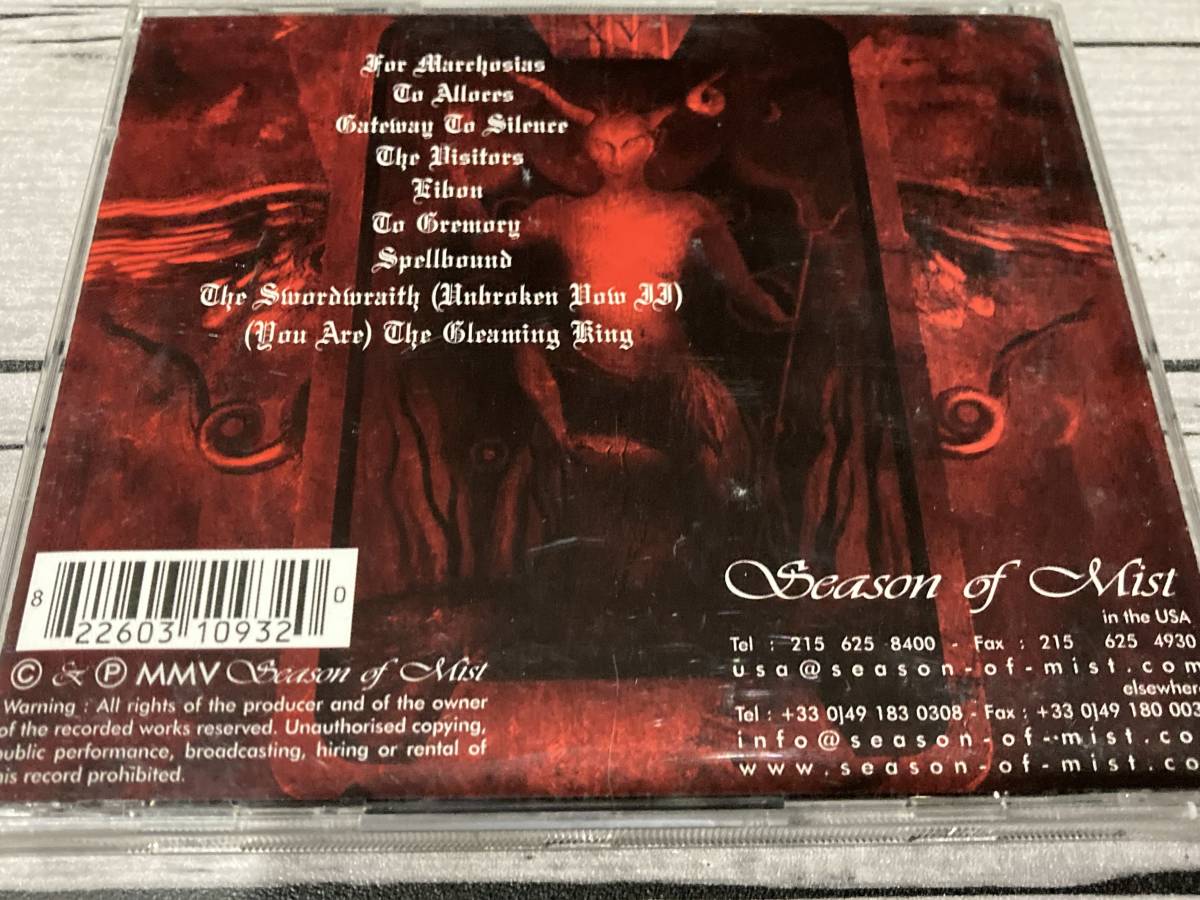 XV
For Marchosias
To Alloces
Gateway To Silence
The Visitors
Eibon
To Gremory
Spellbound
The Swordwraith (Unbroken Vow II)
(You Are) The Gleaming King
8 22603 10932 0
© & ℗ MMV Season of Mist
Warning : All rights of the producer and of the owner
of the recorded works reserved. Unauthorised copying,
public performance, broadcasting, hiring or rental of
his record prohibited.
Season of Mist
in the USA
Tel : 215 625 8400 - Fax : 215 625 4930
usa@season-of-mist.com
elsewher
Tel : +33 0)49 183 0308 - Fax : +33 0)49 180 003
info@season-of-mist.co
www.season-of-mist.co